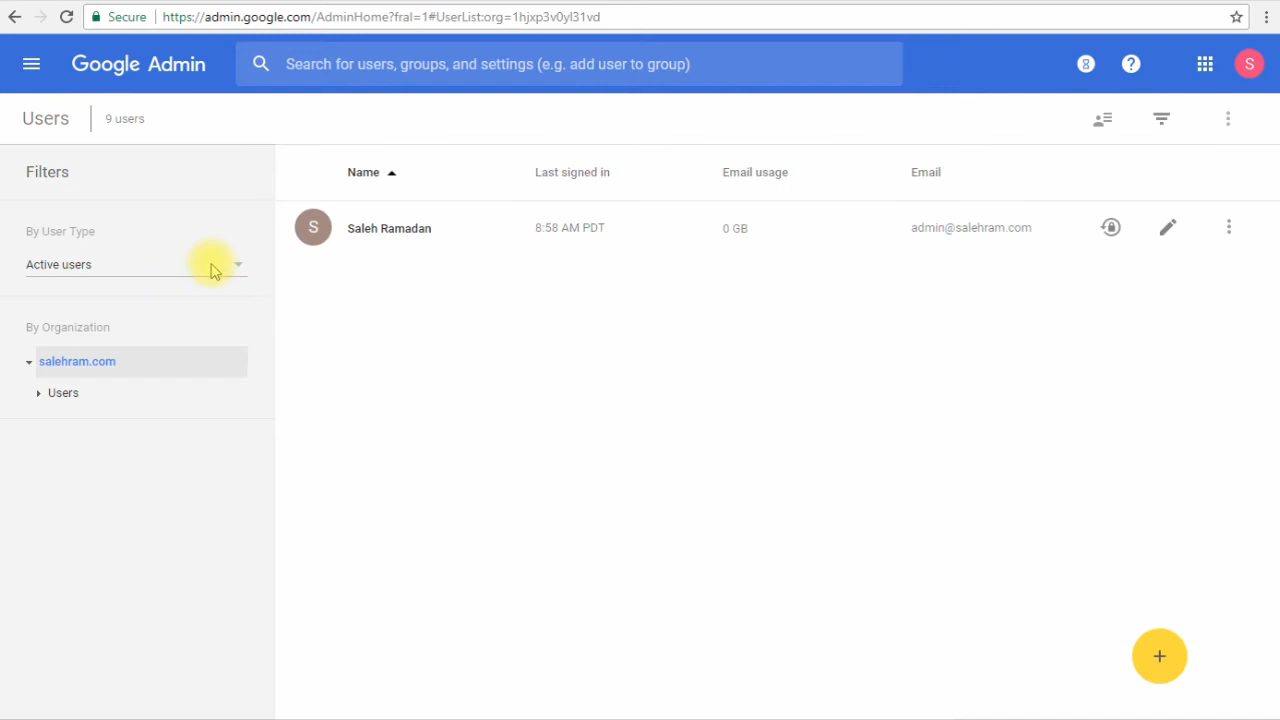 Secure https://admin.google.com/AdminHome?fral=1#UserList:org=1hjxp3v0yl31vd
Google Admin Search for users, groups, and settings (e.g. add user to group) S
Users 9 users
Filters
Name Last signed in Email usage Email
By User Type
S Saleh Ramadan 8:58 AM PDT 0 GB admin@salehram.com
Active users
By Organization
salehram.com
Users